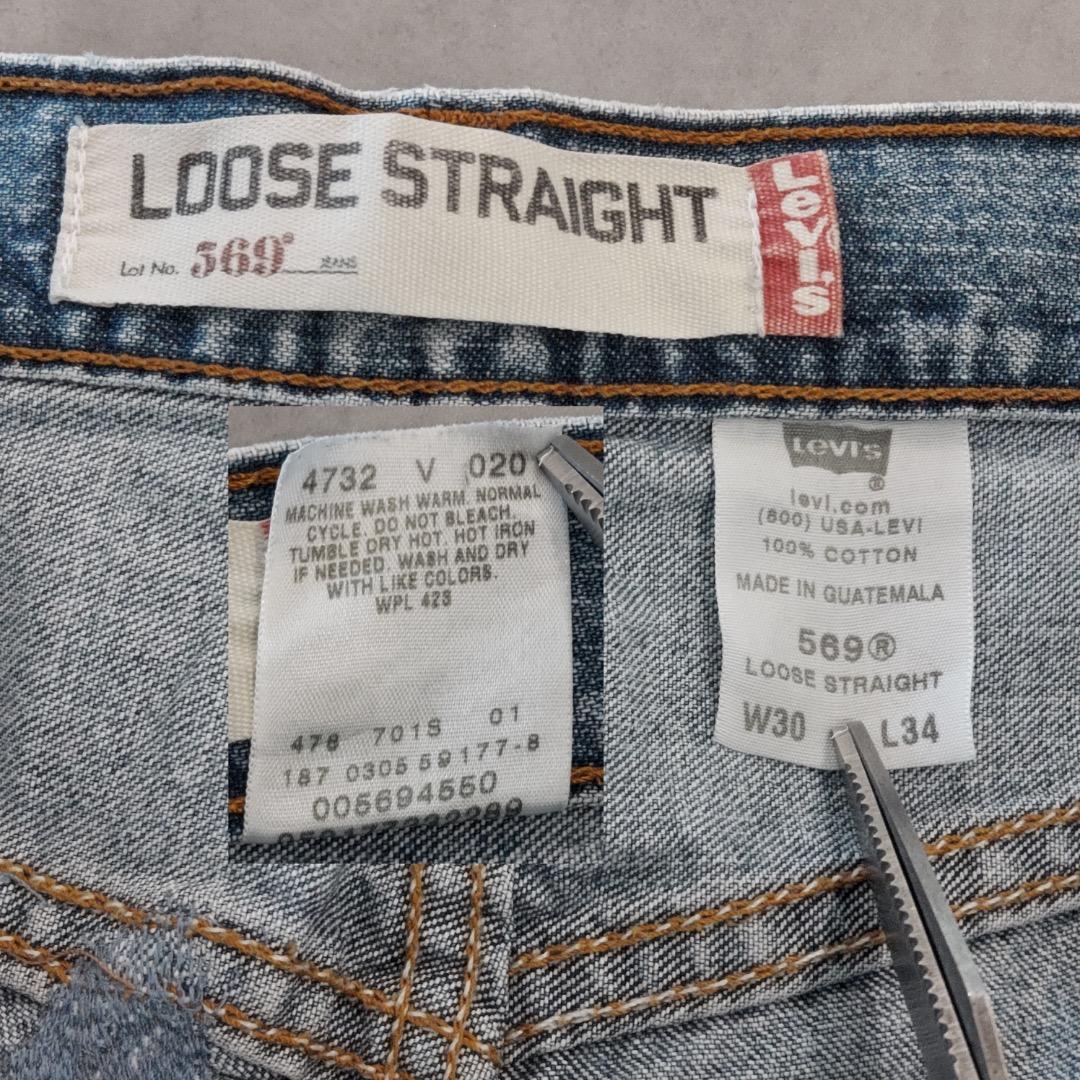 LOOSE STRAIGHT
Lot No. 569® JEANS
Levi's
4732 V 020
MACHINE WASH WARM. NORMAL
CYCLE. DO NOT BLEACH.
TUMBLE DRY HOT. HOT IRON
IF NEEDED. WASH AND DRY
WITH LIKE COLORS.
WPL 423
01
476 701S
187 0305 59177-8
005694550
LEVI'S
®
levi.com
(800) USA-LEVI
100% COTTON
MADE IN GUATEMALA
569®
LOOSE STRAIGHT
W30 L34